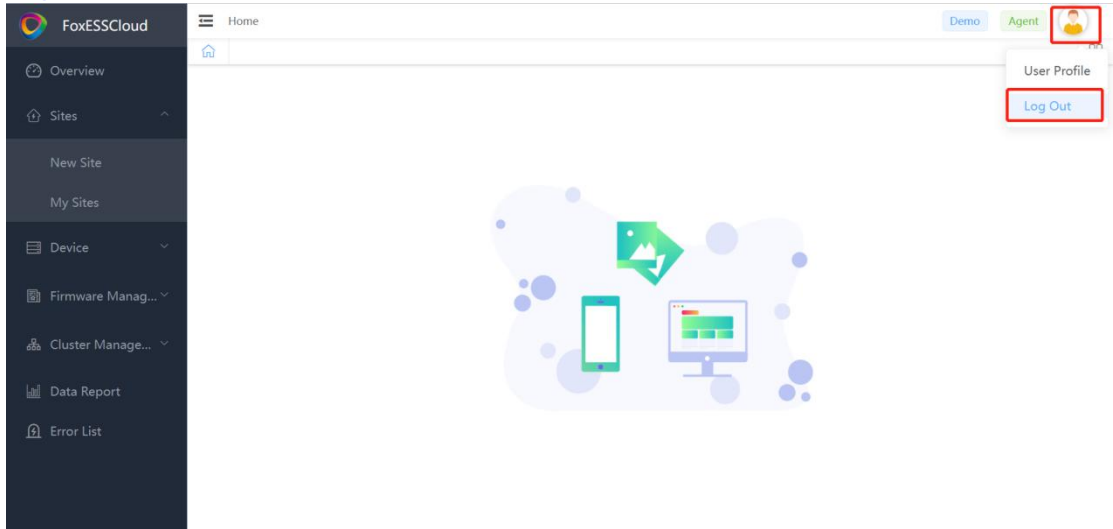 FoxESSCloud
Home
Demo
Agent
User Profile
Log Out
Overview
Sites
New Site
My Sites
Device
Firmware Manag...
Cluster Manage...
Data Report
Error List